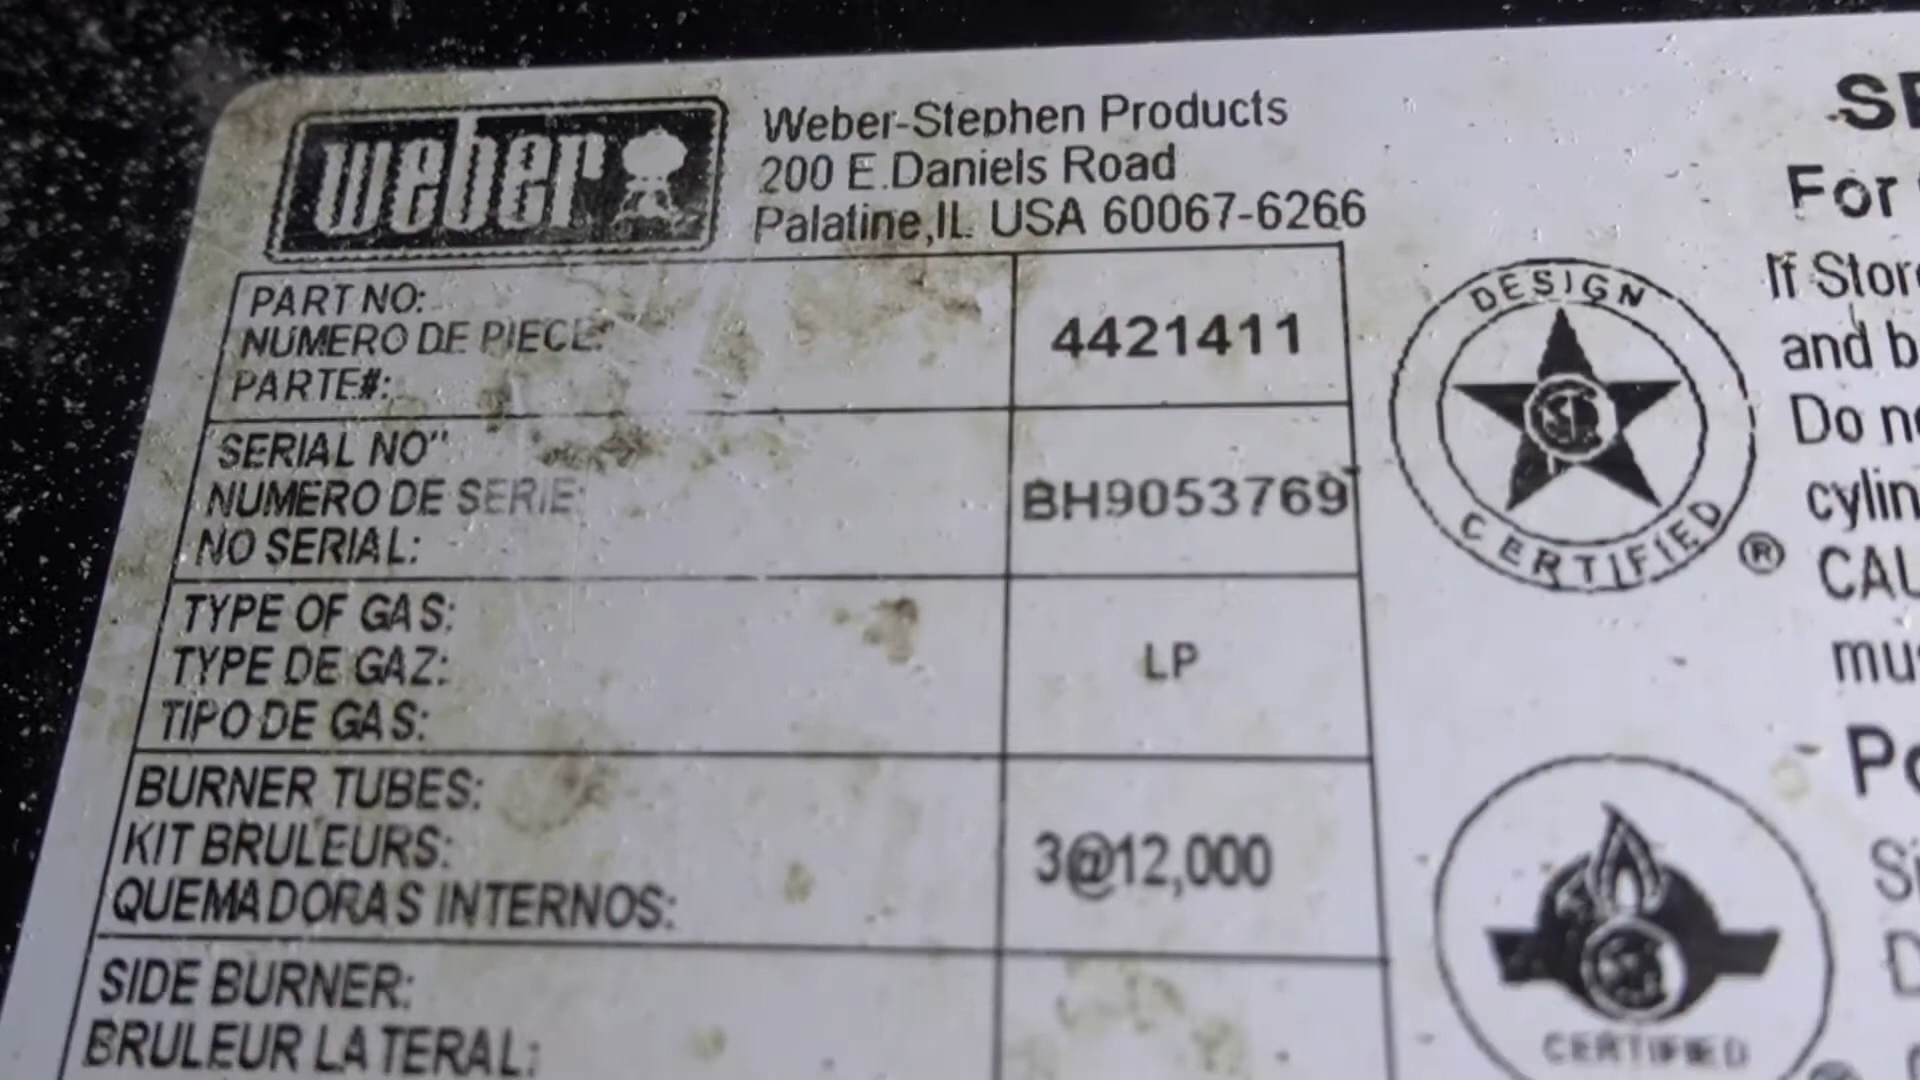 weber
Weber-Stephen Products
200 E.Daniels Road
Palatine,IL USA 60067-6266
PART NO:
NUMERO DE PIECE:
PARTE#:
4421411
SERIAL NO"
NUMERO DE SERIE:
NO SERIAL:
BH9053769
TYPE OF GAS:
TYPE DE GAZ:
TIPO DE GAS:
LP
BURNER TUBES:
KIT BRULEURS:
QUEMADORAS INTERNOS:
3@12,000
SIDE BURNER:
BRULEUR LATERAL:
DESIGN
CERTIFIED
®
CERTIFIED
For
If Stor
and b
Do n
cylin
CAL
mu